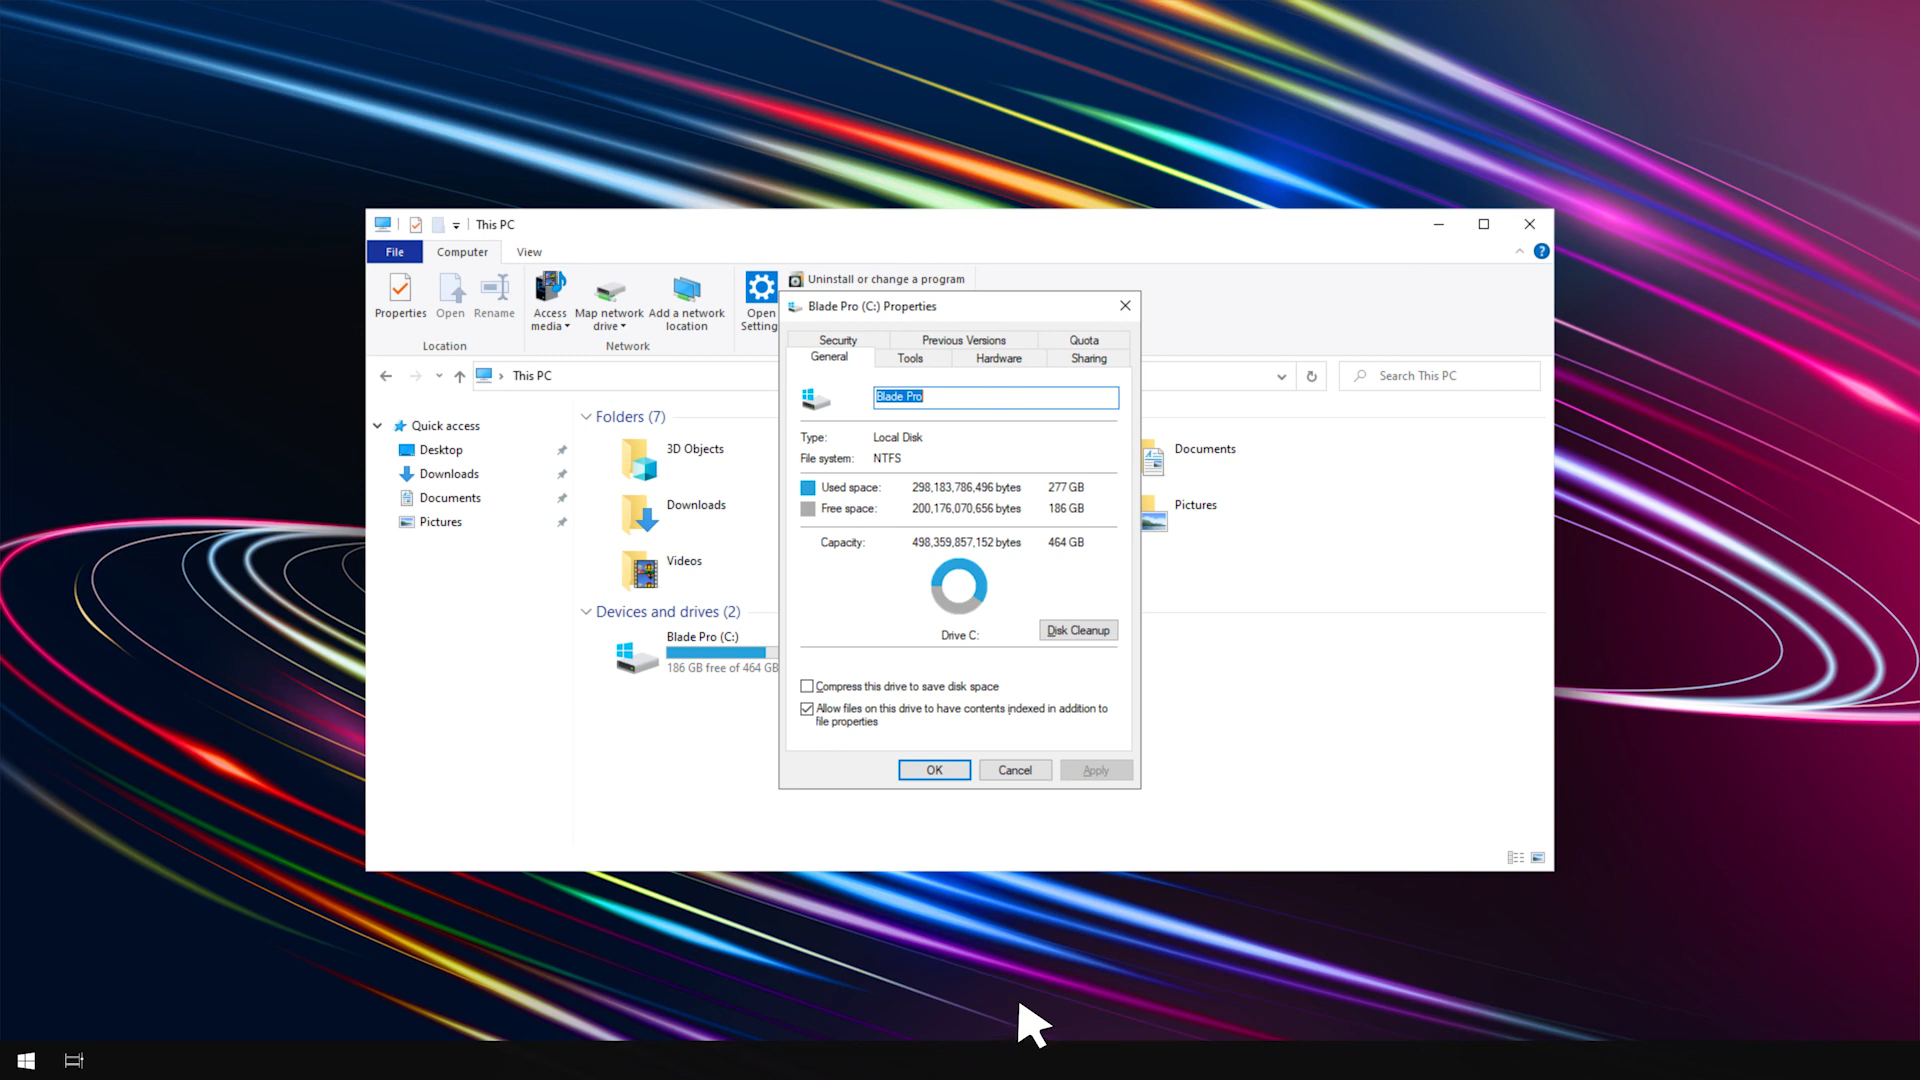 This PC
File
Computer
View
Properties
Open
Rename
Access
media
Map network
drive
Add a network
location
Open
Setting
Uninstall or change a program
Location
Network
This PC
Search This PC
Quick access
Desktop
Downloads
Documents
Pictures
Folders (7)
3D Objects
Downloads
Videos
Documents
Pictures
Devices and drives (2)
Blade Pro (C:)
186 GB free of 464 GB
Blade Pro (C:) Properties
Security
Previous Versions
Quota
General
Tools
Hardware
Sharing
Blade Pro
Type: Local Disk
File system: NTFS
Used space: 298,183,786,496 bytes 277 GB
Free space: 200,176,070,656 bytes 186 GB
Capacity: 498,359,857,152 bytes 464 GB
Drive C:
Disk Cleanup
Compress this drive to save disk space
Allow files on this drive to have contents indexed in addition to
file properties
OK
Cancel
Apply